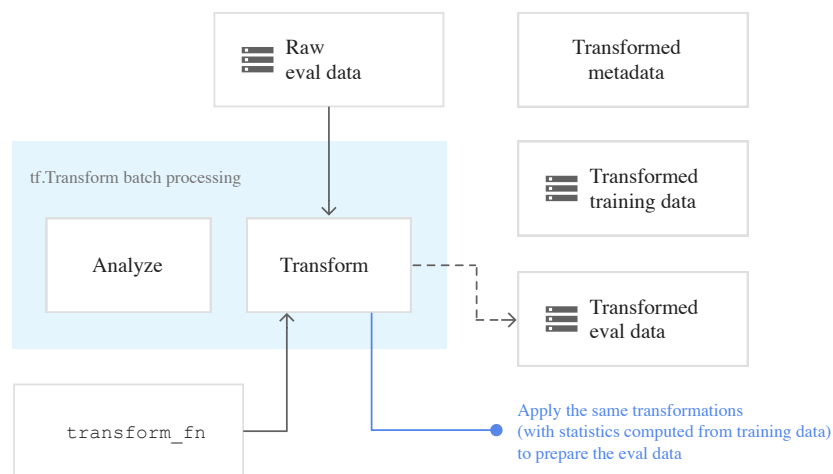 Raw
eval data
Transformed
metadata
tf.Transform batch processing
Transformed
training data
Analyze
Transform
Transformed
eval data
transform_fn
Apply the same transformations
(with statistics computed from training data)
to prepare the eval data